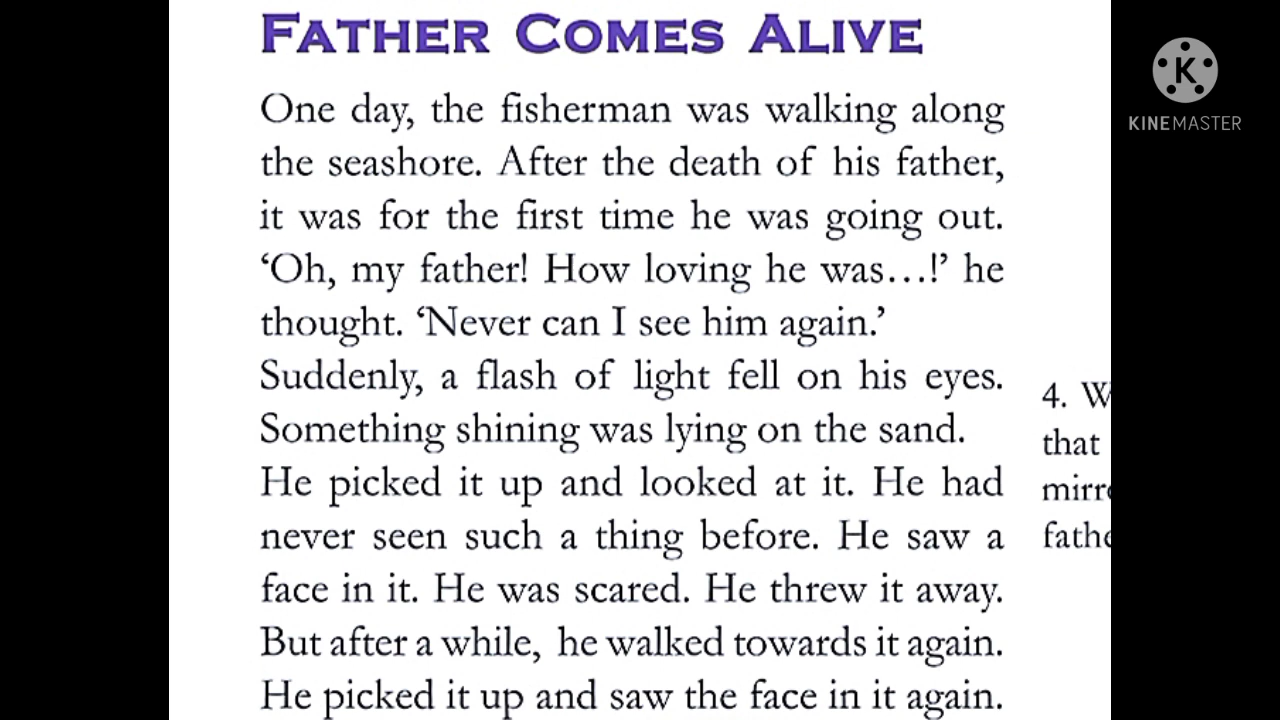 FATHER COMES ALIVE
One day, the fisherman was walking along
the seashore. After the death of his father,
it was for the first time he was going out.
‘Oh, my father! How loving he was...!’ he
thought. ‘Never can I see him again.’
Suddenly, a flash of light fell on his eyes.
Something shining was lying on the sand.
He picked it up and looked at it. He had
never seen such a thing before. He saw a
face in it. He was scared. He threw it away.
But after a while, he walked towards it again.
He picked it up and saw the face in it again.
4. W
that
mirr
fath
KINEMASTER